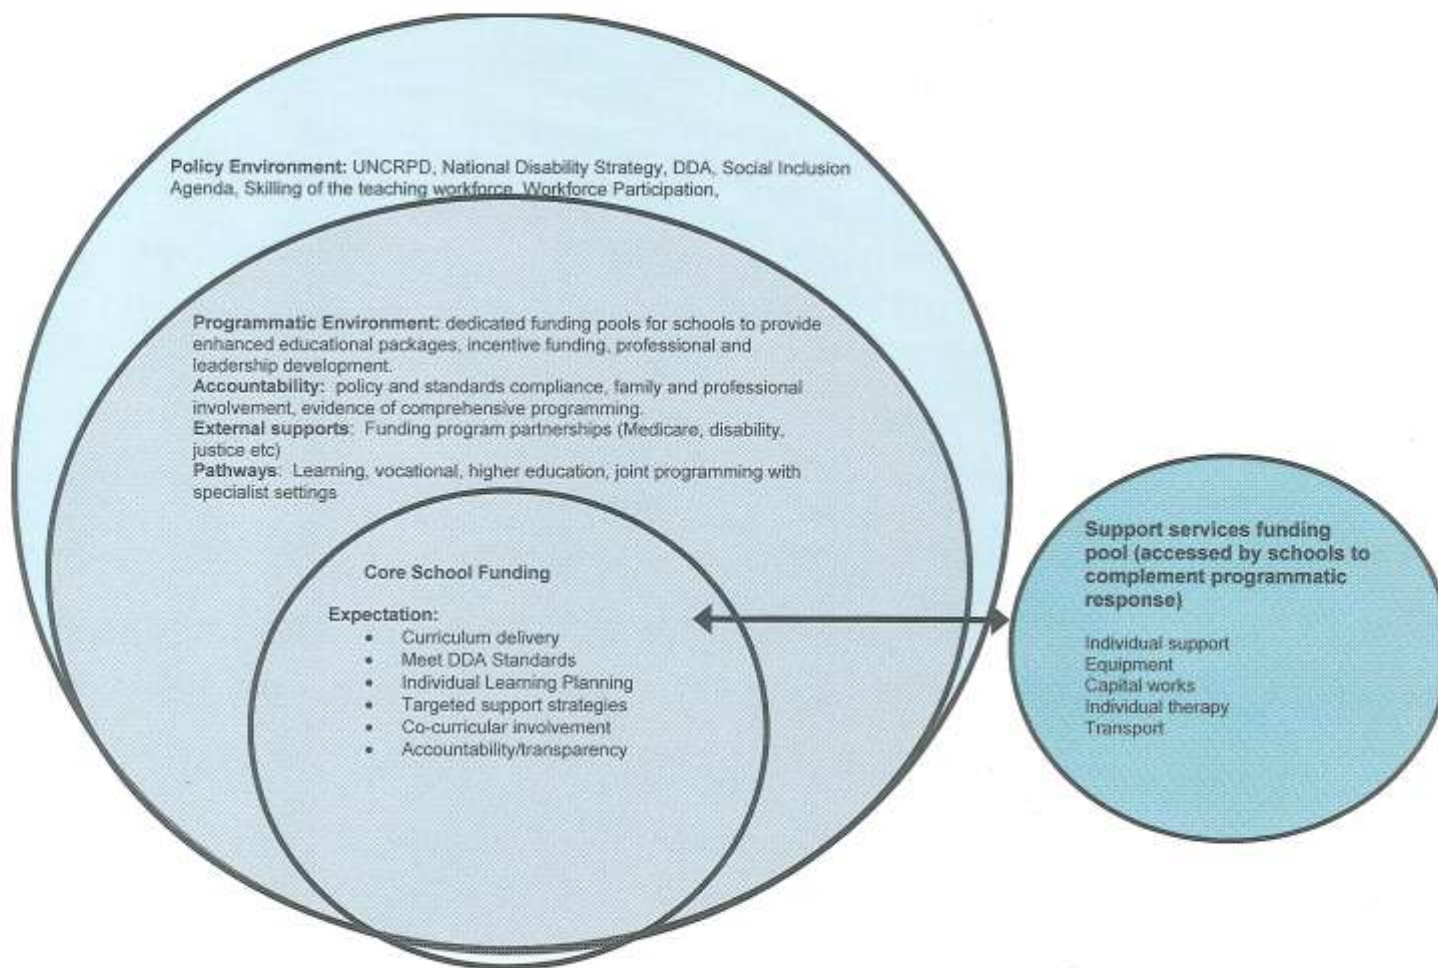 Policy Environment: UNCRPD, National Disability Strategy, DDA, Social Inclusion
Agenda, Skilling of the teaching workforce, Workforce Participation,
Programmatic Environment: dedicated funding pools for schools to provide
enhanced educational packages, incentive funding, professional and
leadership development.
Accountability: policy and standards compliance, family and professional
involvement, evidence of comprehensive programming.
External supports: Funding program partnerships (Medicare, disability,
justice etc)
Pathways: Learning, vocational, higher education, joint programming with
specialist settings
Core School Funding
Expectation:
• Curriculum delivery
• Meet DDA Standards
• Individual Learning Planning
• Targeted support strategies
• Co-curricular involvement
• Accountability/transparency
Support services funding
pool (accessed by schools to
complement programmatic
response)
Individual support
Equipment
Capital works
Individual therapy
Transport